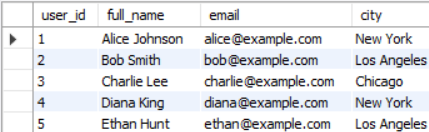 user_id full_name email city
1 Alice Johnson alice@example.com New York
2 Bob Smith bob@example.com Los Angeles
3 Charlie Lee charlie@example.com Chicago
4 Diana King diana@example.com New York
5 Ethan Hunt ethan@example.com Los Angeles